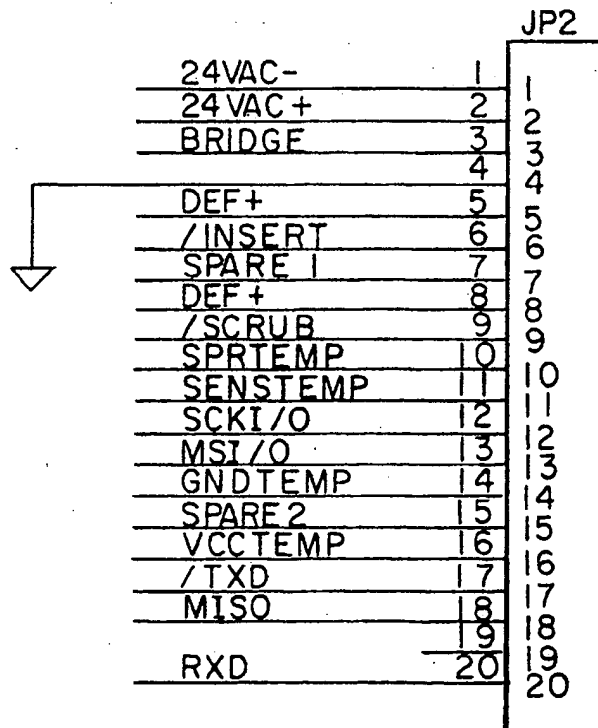 JP2
24VAC- 1 1
24VAC+ 2 2
BRIDGE 3 3
4 4
DEF+ 5 5
/INSERT 6 6
SPARE 1 7 7
DEF+ 8 8
/SCRUB 9 9
SPRTEMP 10 10
SENSTEMP 11 11
SCKI/O 12 12
MSI/O 13 13
GNDTEMP 14 14
SPARE2 15 15
VCCTEMP 16 16
/TXD 17 17
MISO 18 18
19 19
RXD 20 20